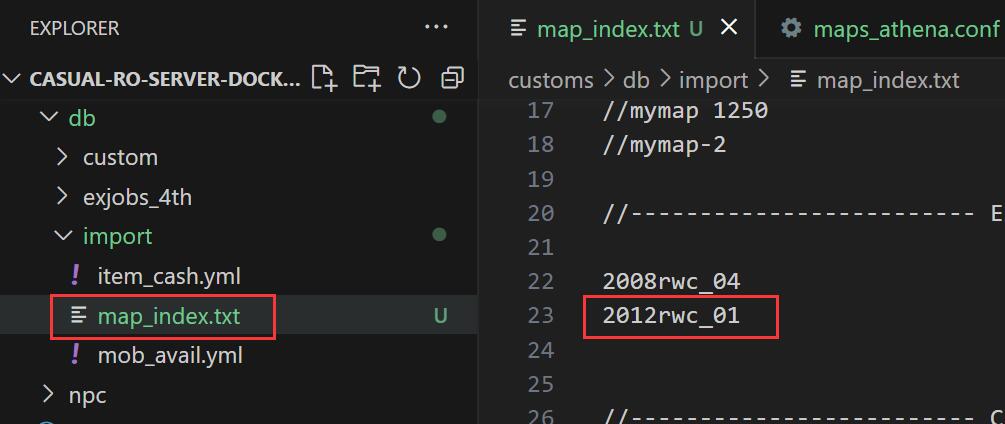 EXPLORER
CASUAL-RO-SERVER-DOCK...
db
custom
exjobs_4th
import
! item_cash.yml
map_index.txt U
! mob_avail.yml
npc
map_index.txt U
maps_athena.conf
customs > db > import > map_index.txt
17 //mymap 1250
18 //mymap-2
19
20 //------------------------- E
21
22 2008rwc_04
23 2012rwc_01
24
25
26 //------------------------- C